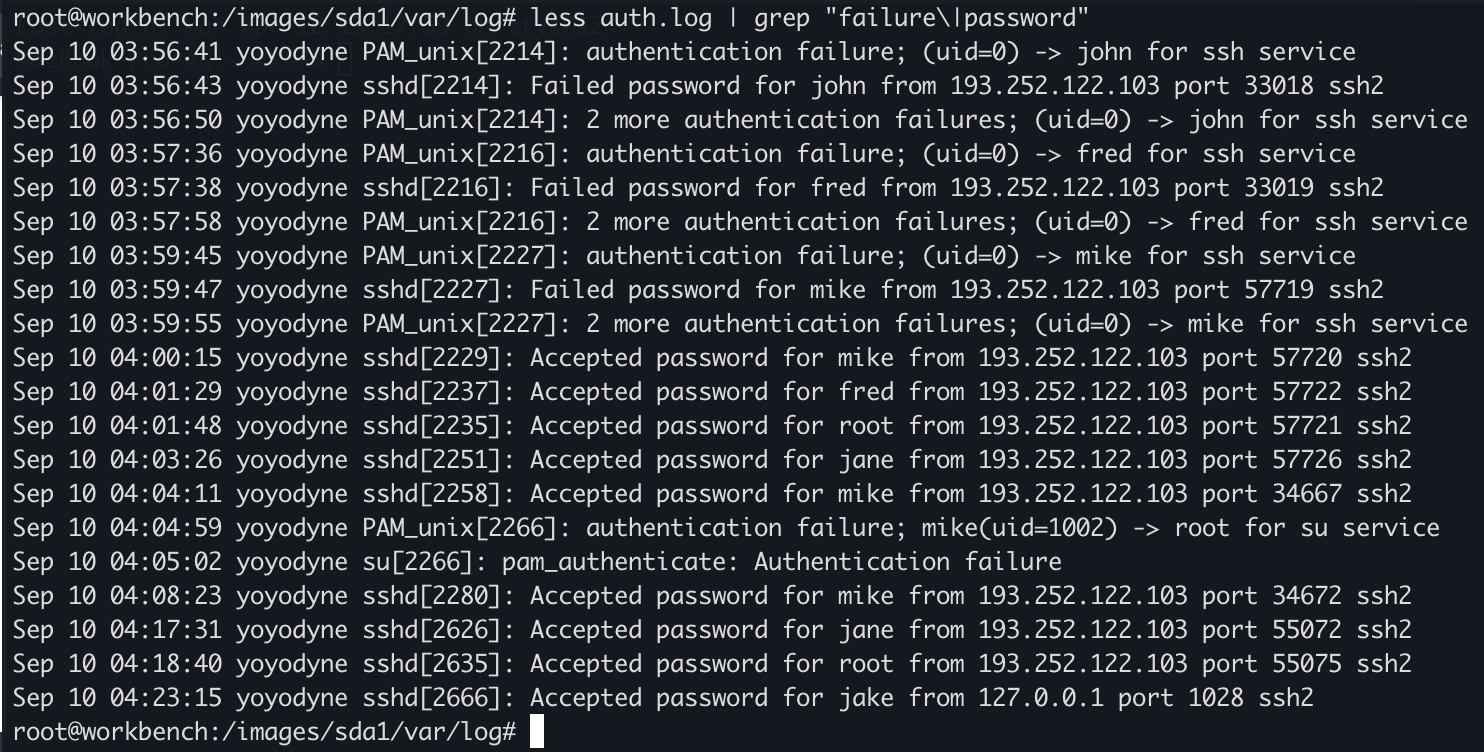 root@workbench:/images/sda1/var/log# less auth.log | grep "failure\|password"
Sep 10 03:56:41 yoyodyne PAM_unix[2214]: authentication failure; (uid=0) -> john for ssh service
Sep 10 03:56:43 yoyodyne sshd[2214]: Failed password for john from 193.252.122.103 port 33018 ssh2
Sep 10 03:56:50 yoyodyne PAM_unix[2214]: 2 more authentication failures; (uid=0) -> john for ssh service
Sep 10 03:57:36 yoyodyne PAM_unix[2216]: authentication failure; (uid=0) -> fred for ssh service
Sep 10 03:57:38 yoyodyne sshd[2216]: Failed password for fred from 193.252.122.103 port 33019 ssh2
Sep 10 03:57:58 yoyodyne PAM_unix[2216]: 2 more authentication failures; (uid=0) -> fred for ssh service
Sep 10 03:59:45 yoyodyne PAM_unix[2227]: authentication failure; (uid=0) -> mike for ssh service
Sep 10 03:59:47 yoyodyne sshd[2227]: Failed password for mike from 193.252.122.103 port 57719 ssh2
Sep 10 03:59:55 yoyodyne PAM_unix[2227]: 2 more authentication failures; (uid=0) -> mike for ssh service
Sep 10 04:00:15 yoyodyne sshd[2229]: Accepted password for mike from 193.252.122.103 port 57720 ssh2
Sep 10 04:01:29 yoyodyne sshd[2237]: Accepted password for fred from 193.252.122.103 port 57722 ssh2
Sep 10 04:01:48 yoyodyne sshd[2235]: Accepted password for root from 193.252.122.103 port 57721 ssh2
Sep 10 04:03:26 yoyodyne sshd[2251]: Accepted password for jane from 193.252.122.103 port 57726 ssh2
Sep 10 04:04:11 yoyodyne sshd[2258]: Accepted password for mike from 193.252.122.103 port 34667 ssh2
Sep 10 04:04:59 yoyodyne PAM_unix[2266]: authentication failure; mike(uid=1002) -> root for su service
Sep 10 04:05:02 yoyodyne su[2266]: pam_authenticate: Authentication failure
Sep 10 04:08:23 yoyodyne sshd[2280]: Accepted password for mike from 193.252.122.103 port 34672 ssh2
Sep 10 04:17:31 yoyodyne sshd[2626]: Accepted password for jane from 193.252.122.103 port 55072 ssh2
Sep 10 04:18:40 yoyodyne sshd[2635]: Accepted password for root from 193.252.122.103 port 55075 ssh2
Sep 10 04:23:15 yoyodyne sshd[2666]: Accepted password for jake from 127.0.0.1 port 1028 ssh2
root@workbench:/images/sda1/var/log#